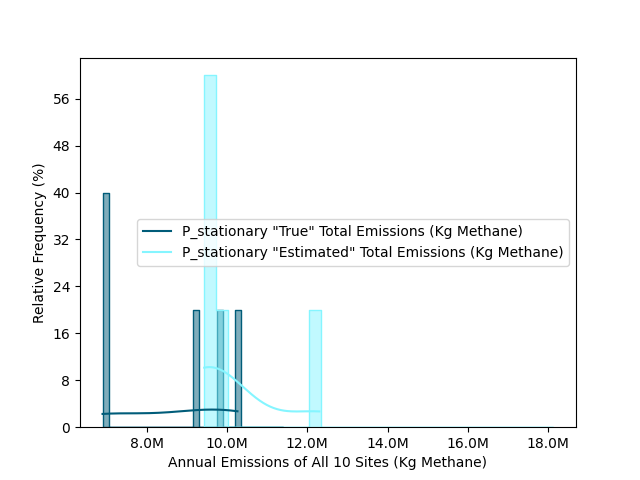 56
48
40
32
24
16
8
0
Relative Frequency (%)
P_stationary "True" Total Emissions (Kg Methane)
P_stationary "Estimated" Total Emissions (Kg Methane)
8.0M 10.0M 12.0M 14.0M 16.0M 18.0M
Annual Emissions of All 10 Sites (Kg Methane)